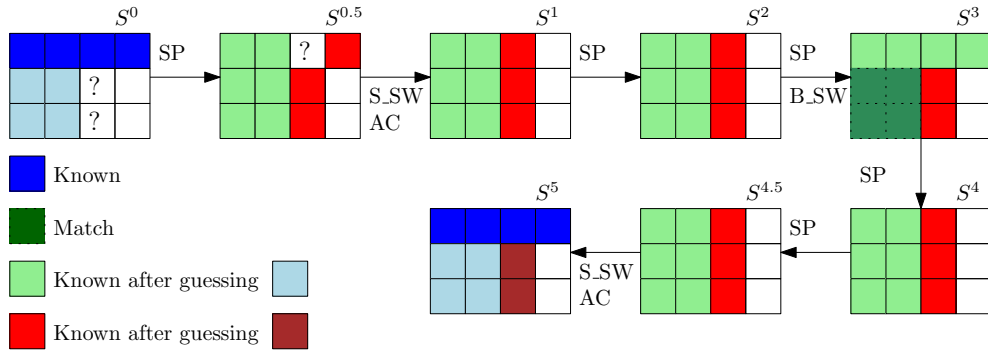 S^0 S^{0.5} S^1 S^2 S^3
SP SP SP
? ?
? S_SW B_SW
? AC
Known SP
S^5 S^{4.5} S^4
Match SP
Known after guessing S_SW
AC
Known after guessing